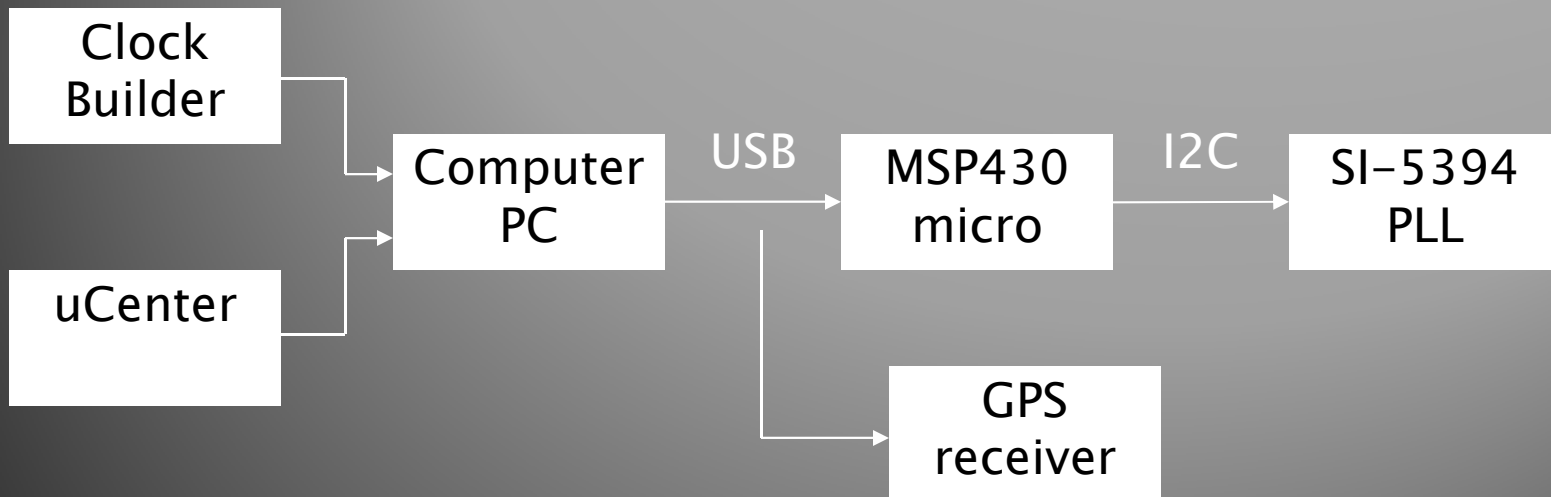 Clock
Builder
Computer
PC
USB
MSP430
micro
I2C
SI-5394
PLL
uCenter
GPS
receiver